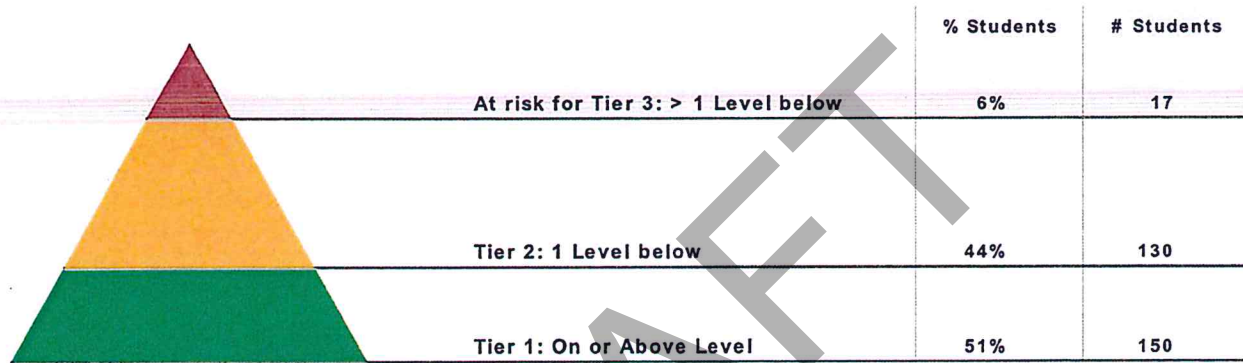 % Students # Students
At risk for Tier 3: > 1 Level below 6% 17
Tier 2: 1 Level below 44% 130
Tier 1: On or Above Level 51% 150
AFT